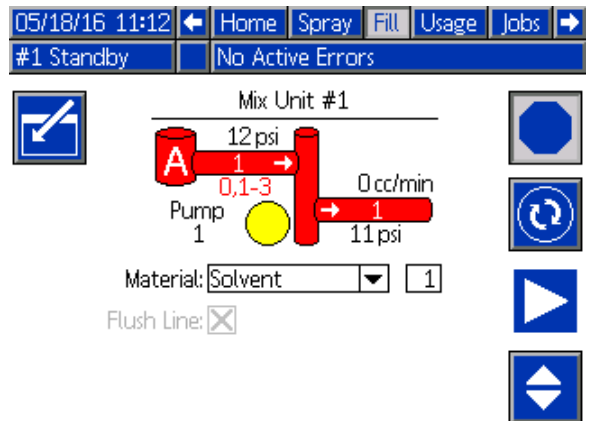 05/18/16 11:12 Home Spray Fill Usage Jobs
#1 Standby No Active Errors
Mix Unit #1
12 psi
A
1
0,1-3
0 cc/min
Pump
1
1
11 psi
Material: Solvent 1
Flush Line: